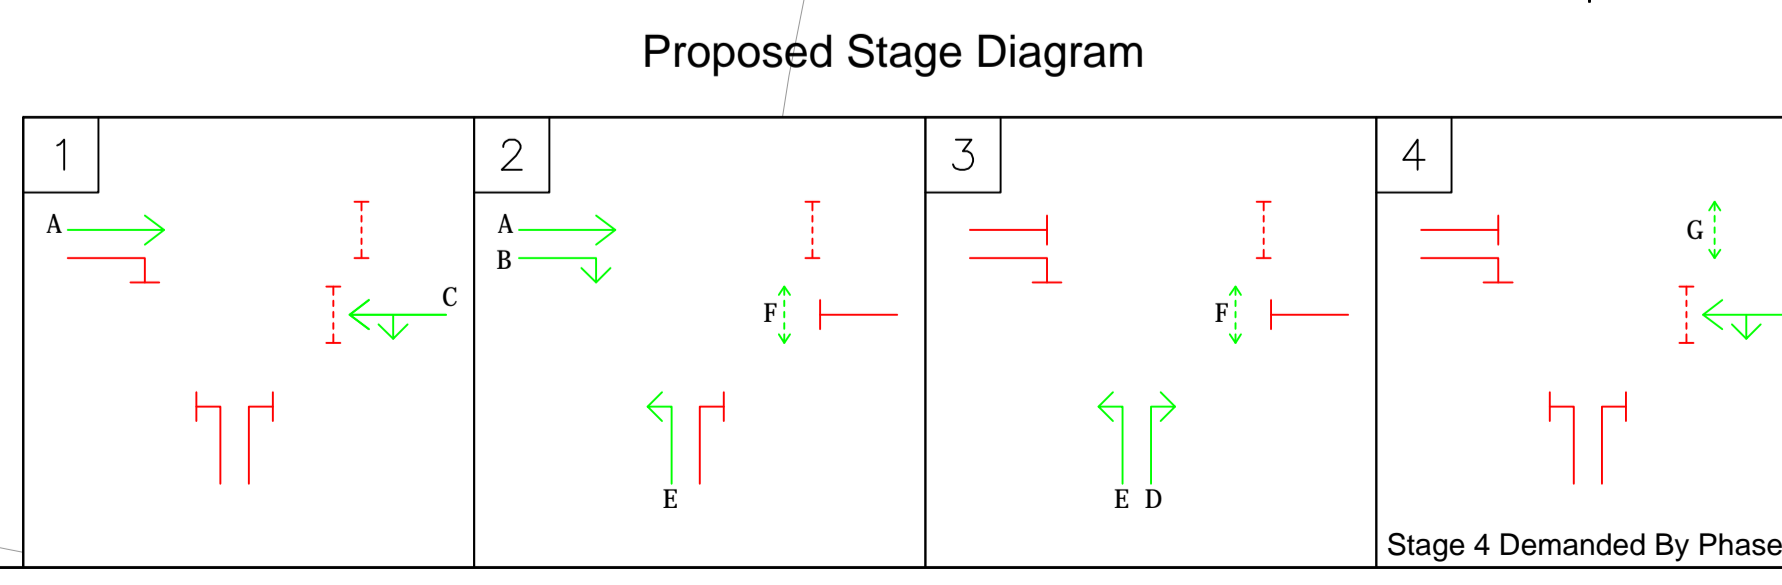 Proposed Stage Diagram
1
2
3
4
A
C
A
B
F
E
F
E D
G
Stage 4 Demanded By Phase